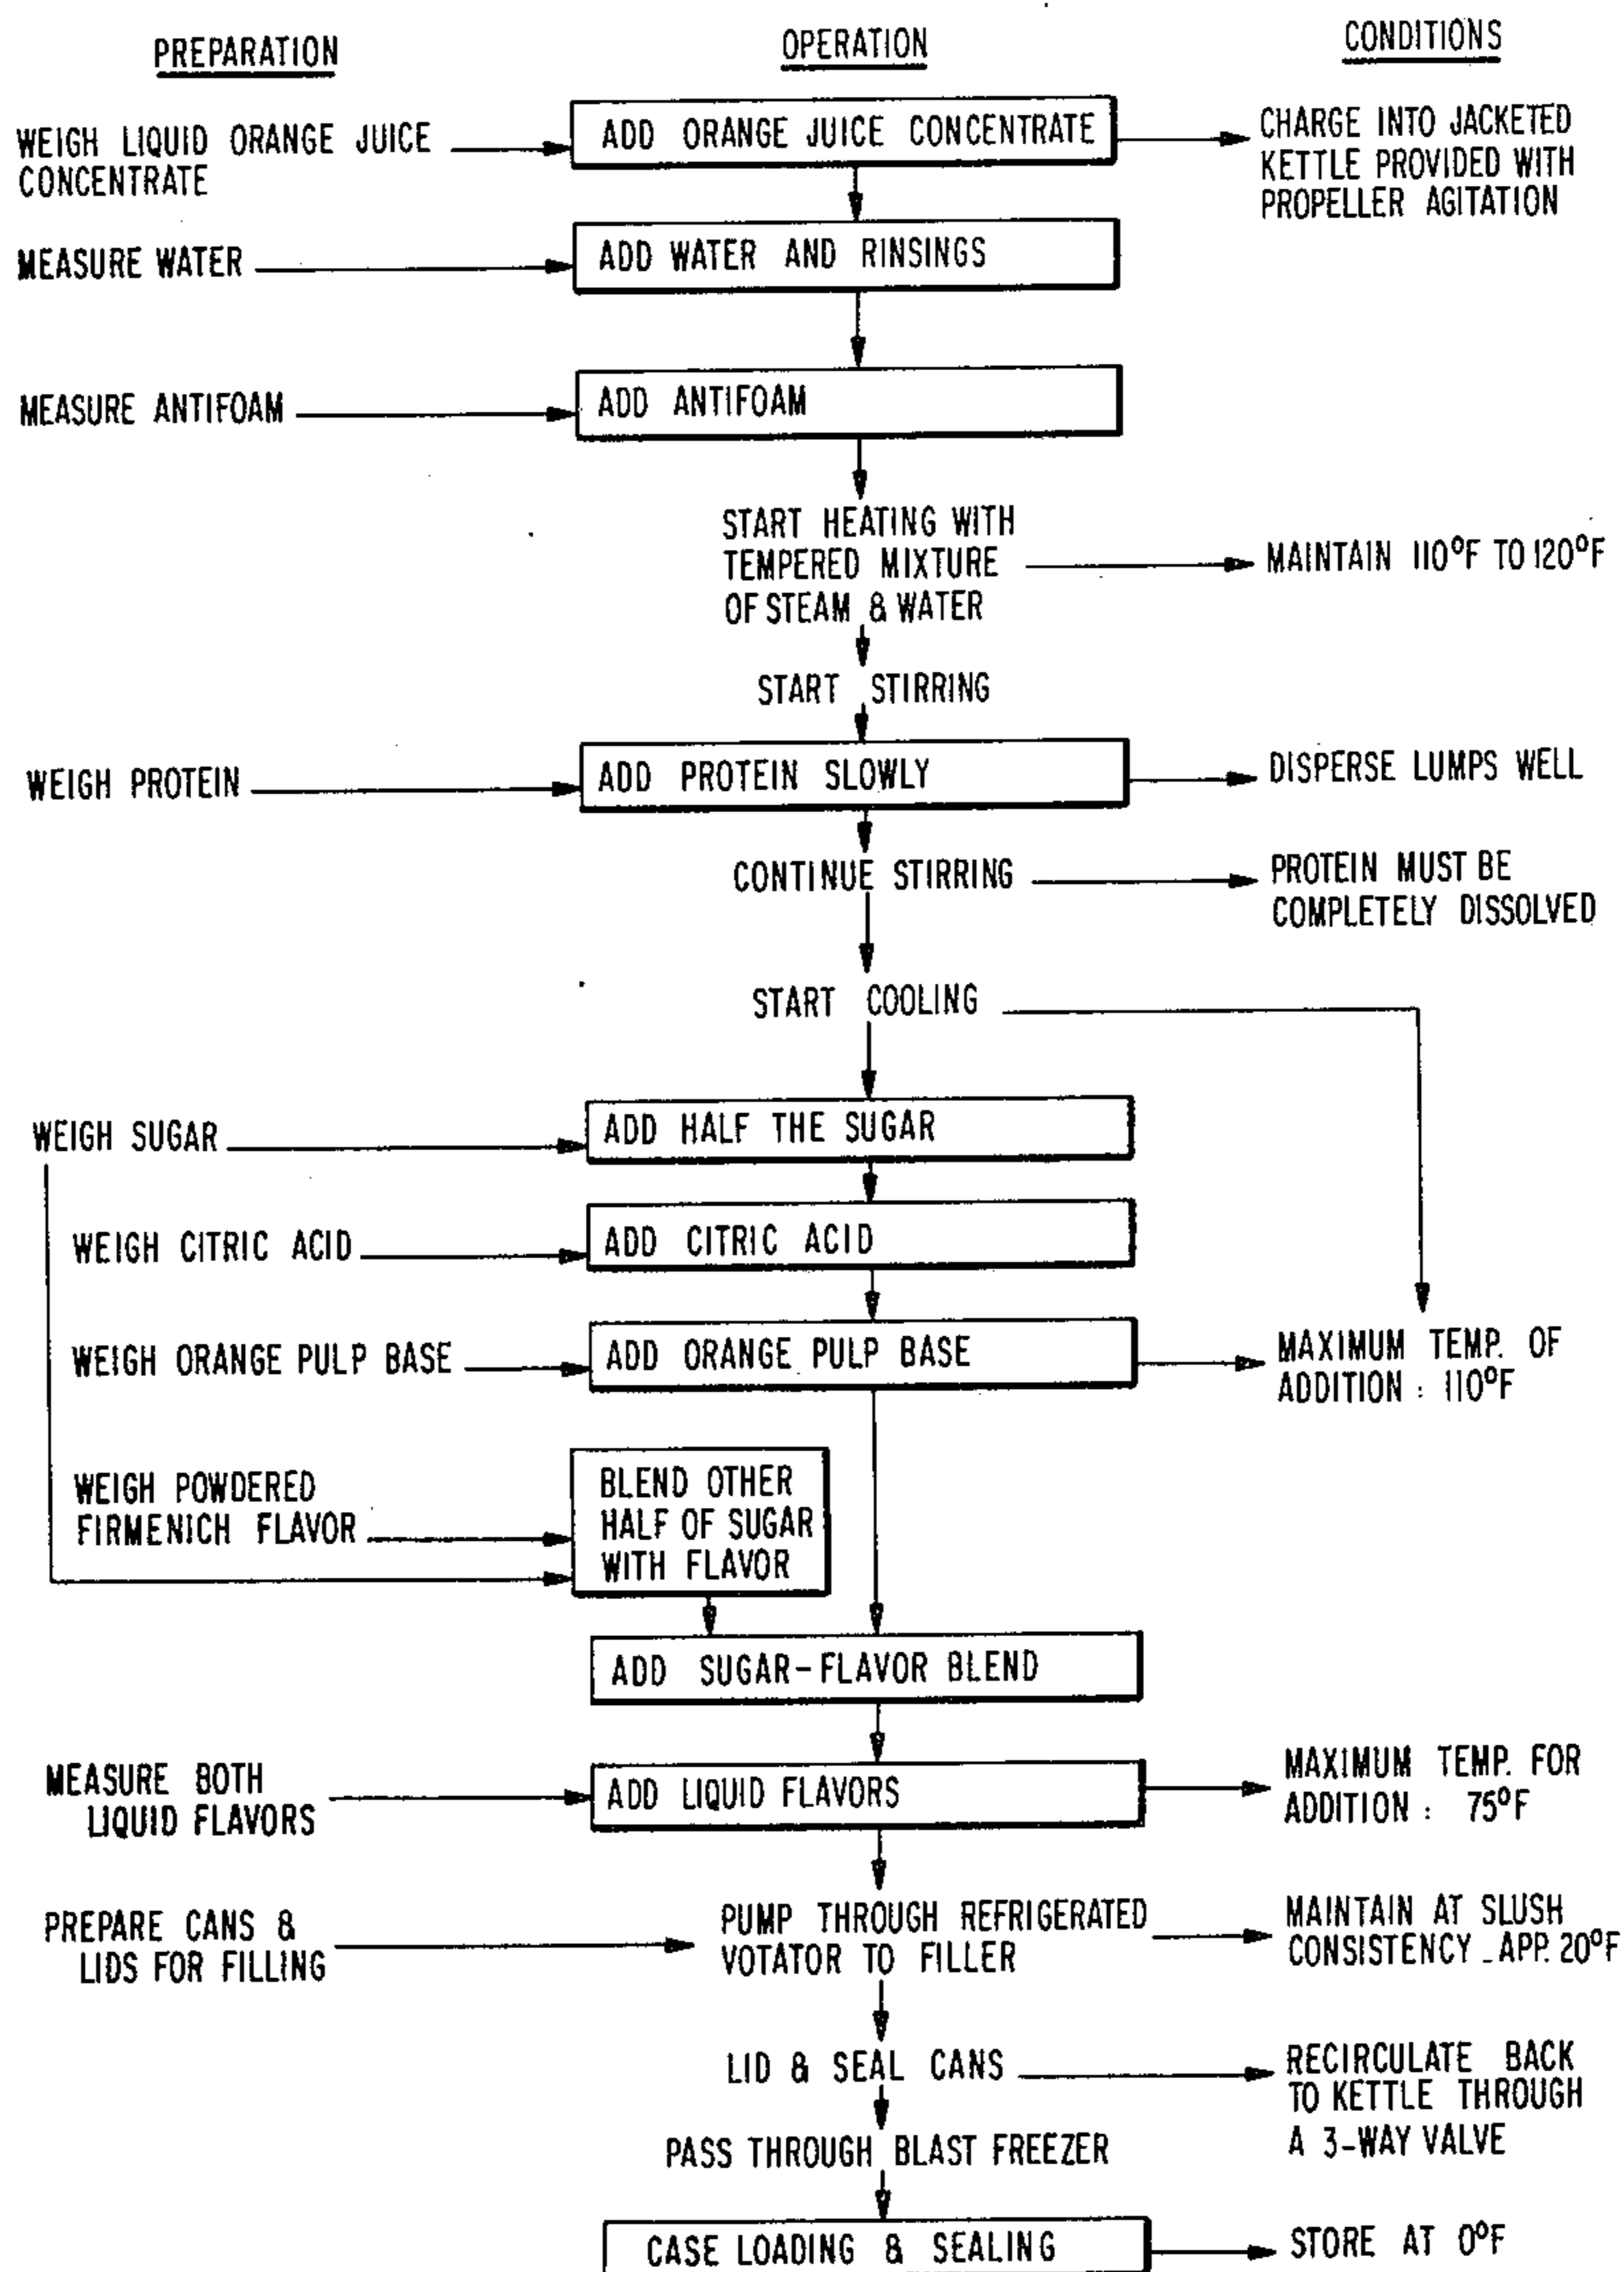 PREPARATION
OPERATION
CONDITIONS
WEIGH LIQUID ORANGE JUICE
CONCENTRATE
ADD ORANGE JUICE CONCENTRATE
CHARGE INTO JACKETED
KETTLE PROVIDED WITH
PROPELLER AGITATION
MEASURE WATER
ADD WATER AND RINSINGS
MEASURE ANTIFOAM
ADD ANTIFOAM
START HEATING WITH
TEMPERED MIXTURE
OF STEAM & WATER
MAINTAIN 110°F TO 120°F
START STIRRING
WEIGH PROTEIN
ADD PROTEIN SLOWLY
DISPERSE LUMPS WELL
CONTINUE STIRRING
PROTEIN MUST BE
COMPLETELY DISSOLVED
START COOLING
WEIGH SUGAR
ADD HALF THE SUGAR
WEIGH CITRIC ACID
ADD CITRIC ACID
WEIGH ORANGE PULP BASE
ADD ORANGE PULP BASE
MAXIMUM TEMP. OF
ADDITION : 110°F
WEIGH POWDERED
FIRMENICH FLAVOR
BLEND OTHER
HALF OF SUGAR
WITH FLAVOR
ADD SUGAR-FLAVOR BLEND
MEASURE BOTH
LIQUID FLAVORS
ADD LIQUID FLAVORS
MAXIMUM TEMP. FOR
ADDITION : 75°F
PREPARE CANS &
LIDS FOR FILLING
PUMP THROUGH REFRIGERATED
VOTATOR TO FILLER
MAINTAIN AT SLUSH
CONSISTENCY - APP. 20°F
LID & SEAL CANS
RECIRCULATE BACK
TO KETTLE THROUGH
A 3-WAY VALVE
PASS THROUGH BLAST FREEZER
CASE LOADING & SEALING
STORE AT 0°F